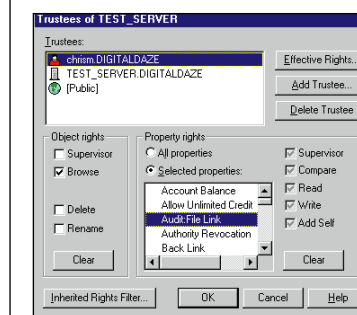 Trustees of TEST_SERVER
Trustees:
chrism.DIGITALDAZE
TEST_SERVER.DIGITALDAZE
[Public]
Effective Rights..
Add Trustee...
Delete Trustee
Object rights
Supervisor
Browse
Delete
Rename
Clear
Property rights
All properties
Selected properties:
Account Balance
Allow Unlimited Credit
Audit:File Link
Authority Revocation
Back Link
Supervisor
Compare
Read
Write
Add Self
Clear
Inherited Rights Filter...
OK
Cancel
Help